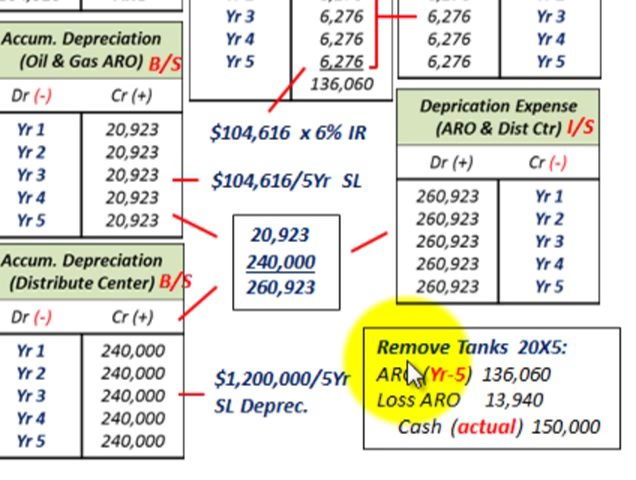 Yr 3 6,276 6,276 Yr 3
Yr 4 6,276 6,276 Yr 4
Yr 5 6,276 6,276 Yr 5
136,060
Accum. Depreciation
(Oil & Gas ARO) B/S
Dr (-) Cr (+)
Yr 1 20,923
Yr 2 20,923
Yr 3 20,923
Yr 4 20,923
Yr 5 20,923
$104,616 x 6% IR
$104,616/5Yr SL
20,923
240,000
260,923
Deprication Expense
(ARO & Dist Ctr) I/S
Dr (+) Cr (-)
260,923 Yr 1
260,923 Yr 2
260,923 Yr 3
260,923 Yr 4
260,923 Yr 5
Accum. Depreciation
(Distribute Center) B/S
Dr (-) Cr (+)
Yr 1 240,000
Yr 2 240,000
Yr 3 240,000
Yr 4 240,000
Yr 5 240,000
$1,200,000/5Yr
SL Deprec.
Remove Tanks 20X5:
ARO (Yr-5) 136,060
Loss ARO 13,940
Cash (actual) 150,000